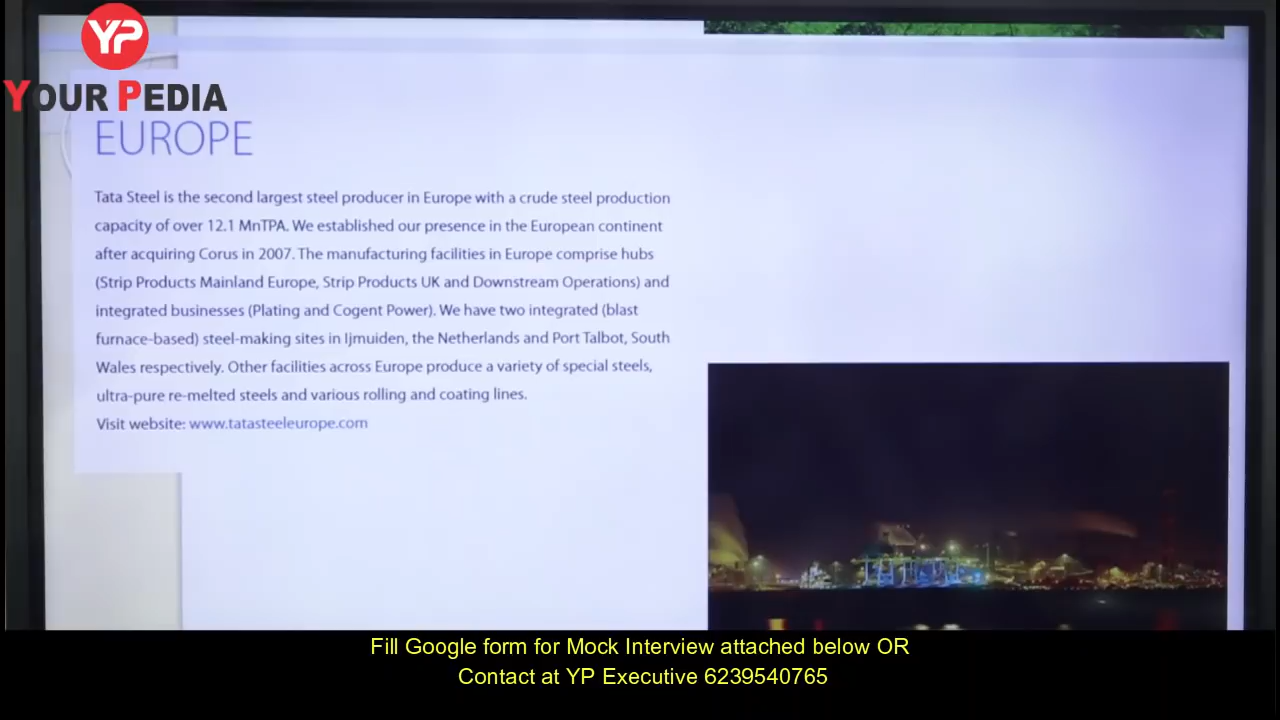 YP
YOUR PEDIA
EUROPE
Tata Steel is the second largest steel producer in Europe with a crude steel production
capacity of over 12.1 MnTPA. We established our presence in the European continent
after acquiring Corus in 2007. The manufacturing facilities in Europe comprise hubs
(Strip Products Mainland Europe, Strip Products UK and Downstream Operations) and
integrated businesses (Plating and Cogent Power). We have two integrated (blast
furnace-based) steel-making sites in Ijmuiden, the Netherlands and Port Talbot, South
Wales respectively. Other facilities across Europe produce a variety of special steels,
ultra-pure re-melted steels and various rolling and coating lines.
Visit website: www.tatasteeleurope.com
Fill Google form for Mock Interview attached below OR
Contact at YP Executive 6239540765